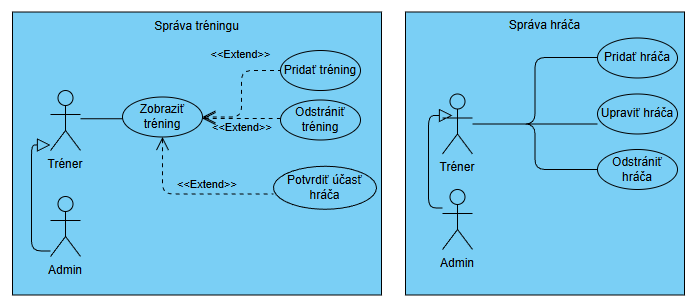 Správa tréningu
<<Extend>>
Pridať tréning
Zobraziť
tréning
Odstrániť
tréning
<<Extend>>
Tréner
<<Extend>>
Potvrdiť účasť
hráča
Admin
Správa hráča
Pridať hráča
Upraviť hráča
Tréner
Odstrániť
hráča
Admin